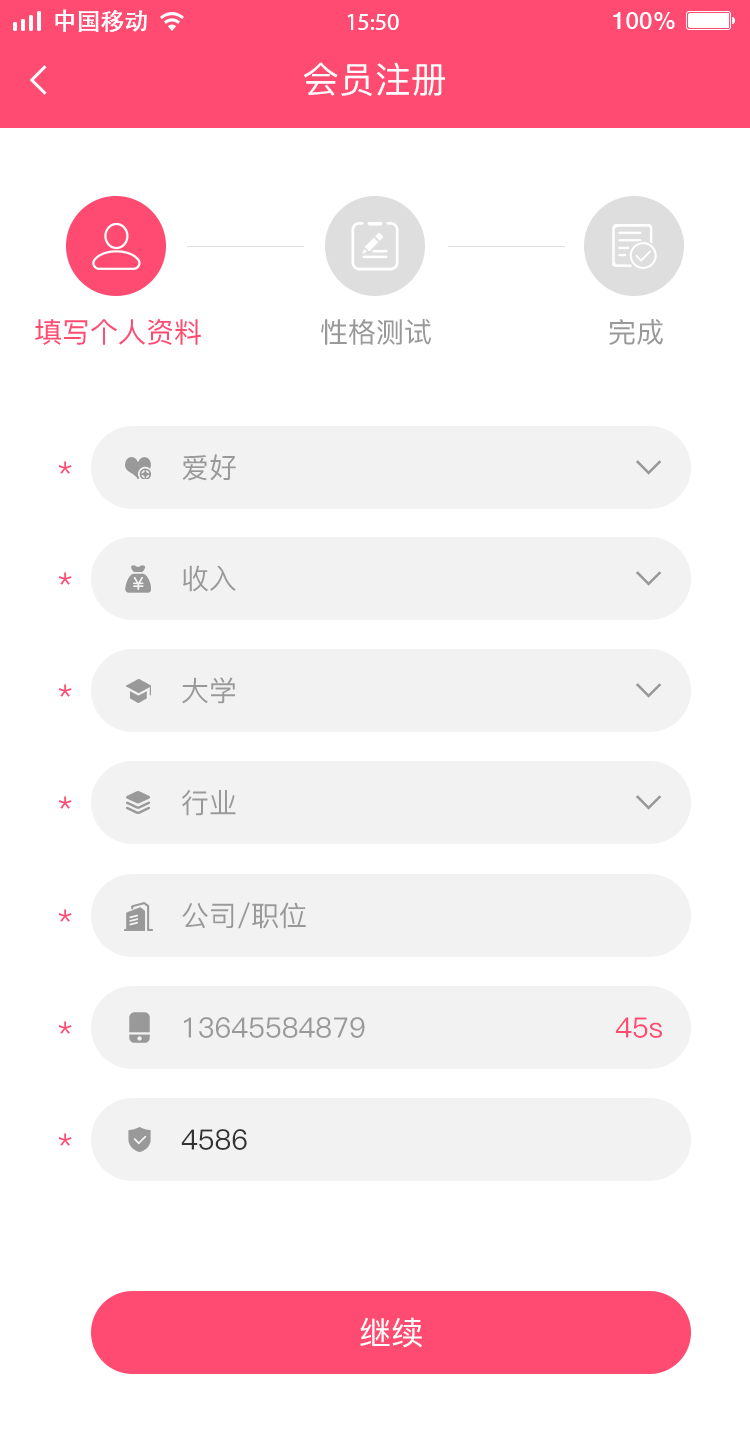 中国移动 15:50 100%
会员注册
填写个人资料 性格测试 完成
* 爱好
* ¥ 收入
* 大学
* 行业
* 公司/职位
* 13645584879 45s
* 4586
继续